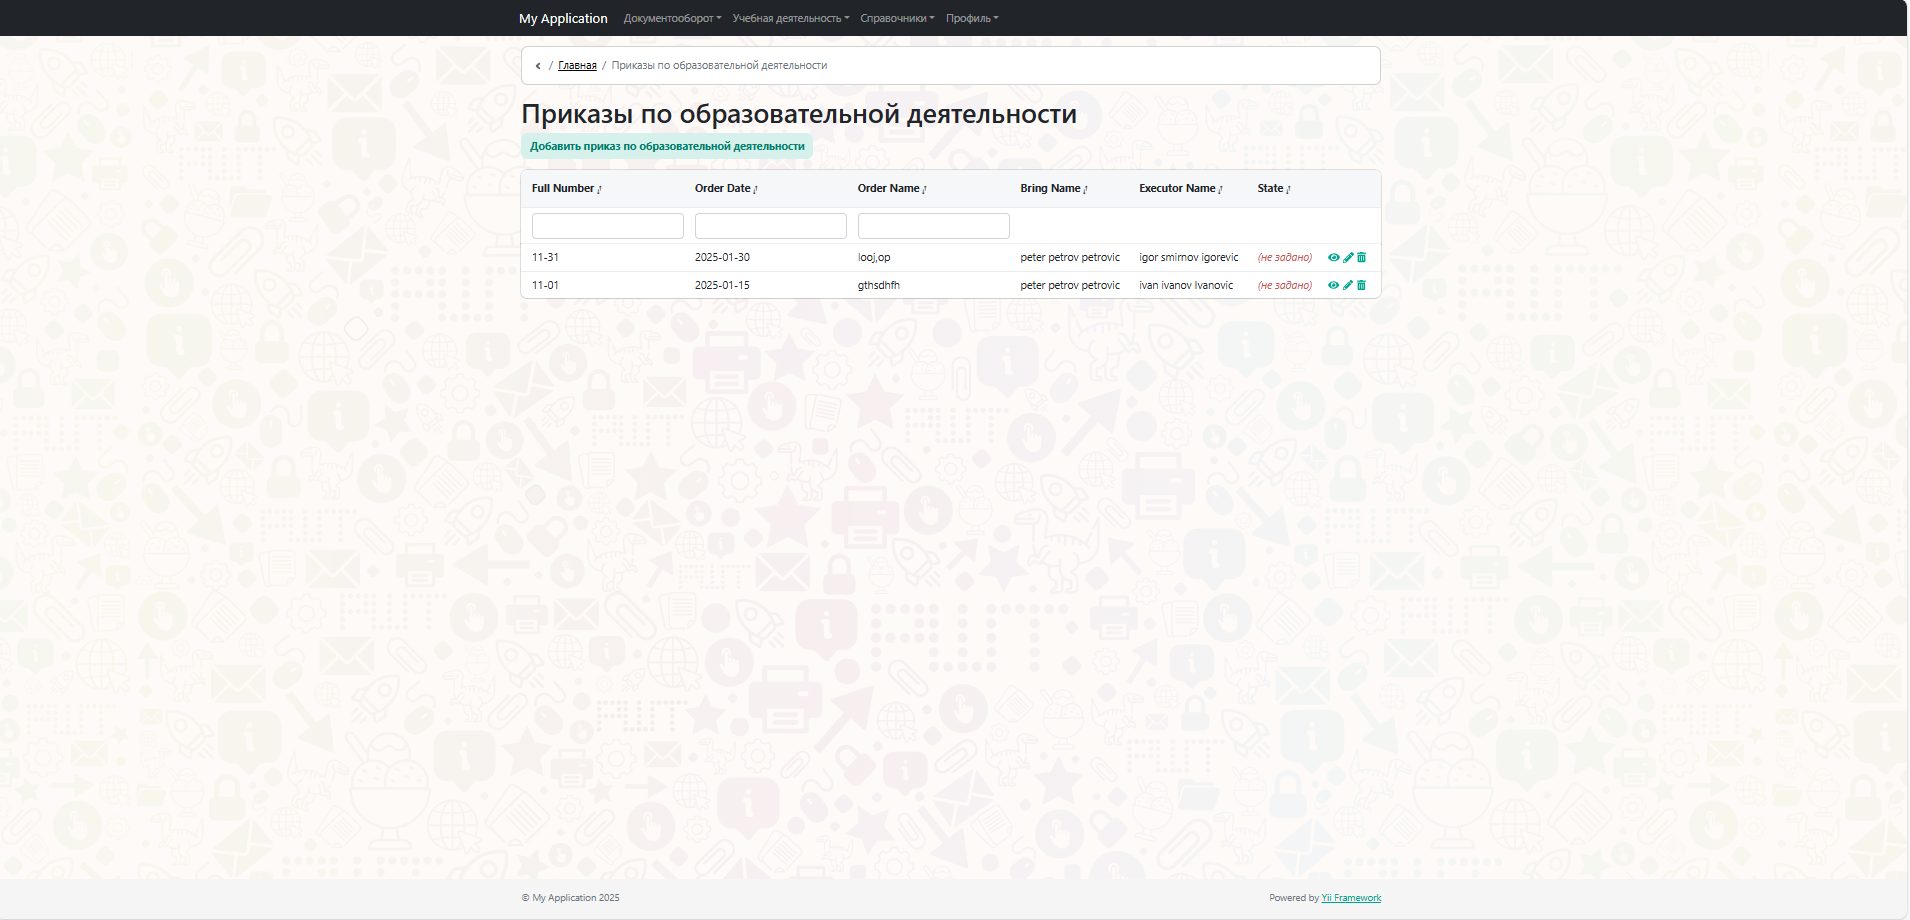 My Application Документооборот Учебная деятельность Справочники Профиль
/ Главная / Приказы по образовательной деятельности
Приказы по образовательной деятельности
Добавить приказ по образовательной деятельности
Full Number Order Date Order Name Bring Name Executor Name State
11-31 2025-01-30 looj,op peter petrov petrovic igor smirnov igorevic (не задано)
11-01 2025-01-15 gthsdhfh peter petrov petrovic ivan ivanov Ivanovic (не задано)
© My Application 2025 Powered by Yii Framework